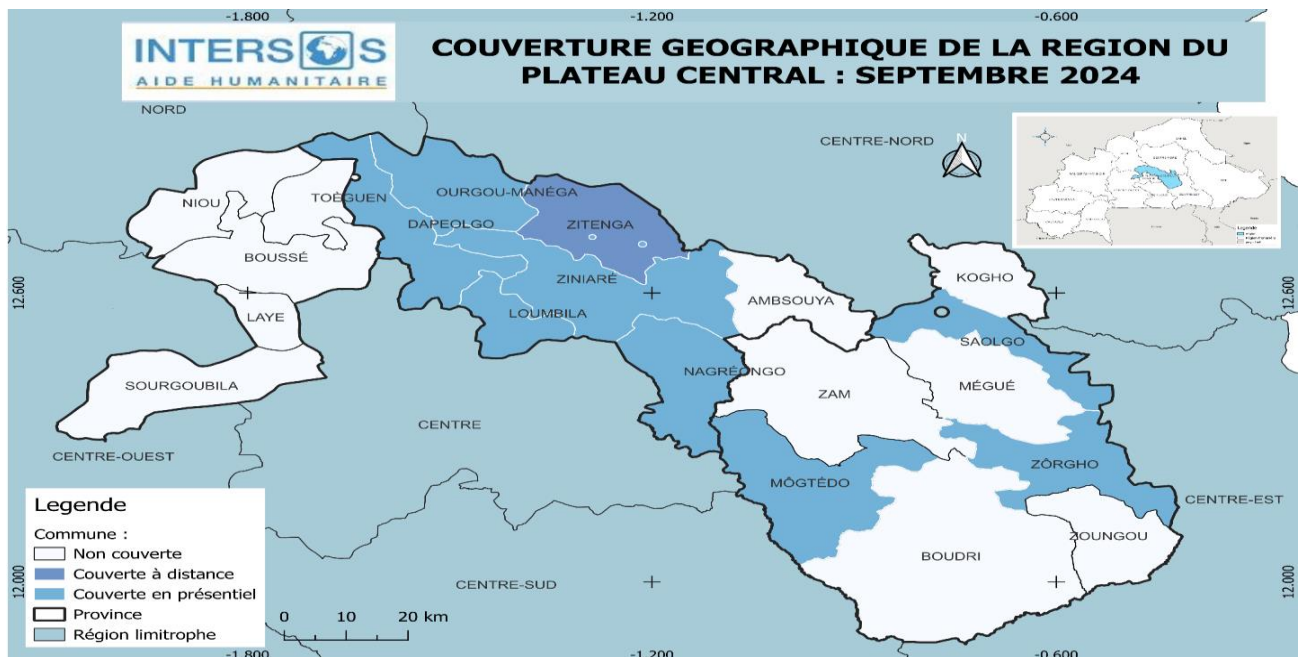 -1.800
-1.200
-0.600
INTERSOS
AIDE HUMANITAIRE
COUVERTURE GEOGRAPHIQUE DE LA REGION DU
PLATEAU CENTRAL : SEPTEMBRE 2024
NORD
CENTRE-NORD
N
NIOU
TOÈGUEN
OURGOU-MANÉGA
DAPEOLGO
ZITENGA
BOUSSÉ
ZINIARÉ
KOGHO
12.600
12.600
LAYE
LOUMBILA
AMBSOUYA
SAOLGO
SOURGOUBILA
NAGRÉONGO
ZAM
MÉGUÉ
CENTRE
CENTRE-OUEST
MÔGTÉDO
ZÔRGHO
CENTRE-EST
BOUDRI
ZOUNGOU
CENTRE-SUD
12.000
12.000
Legende
Commune :
Non couverte
Couverte à distance
Couverte en présentiel
Province
Région limitrophe
0 10 20 km
-1.800
-1.200
-0.600
Legende